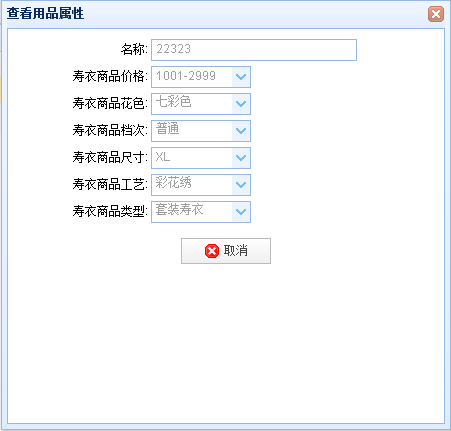 查看用品属性
名称: 22323
寿衣商品价格: 1001-2999
寿衣商品花色: 七彩色
寿衣商品档次: 普通
寿衣商品尺寸: XL
寿衣商品工艺: 彩花绣
寿衣商品类型: 套装寿衣
取消